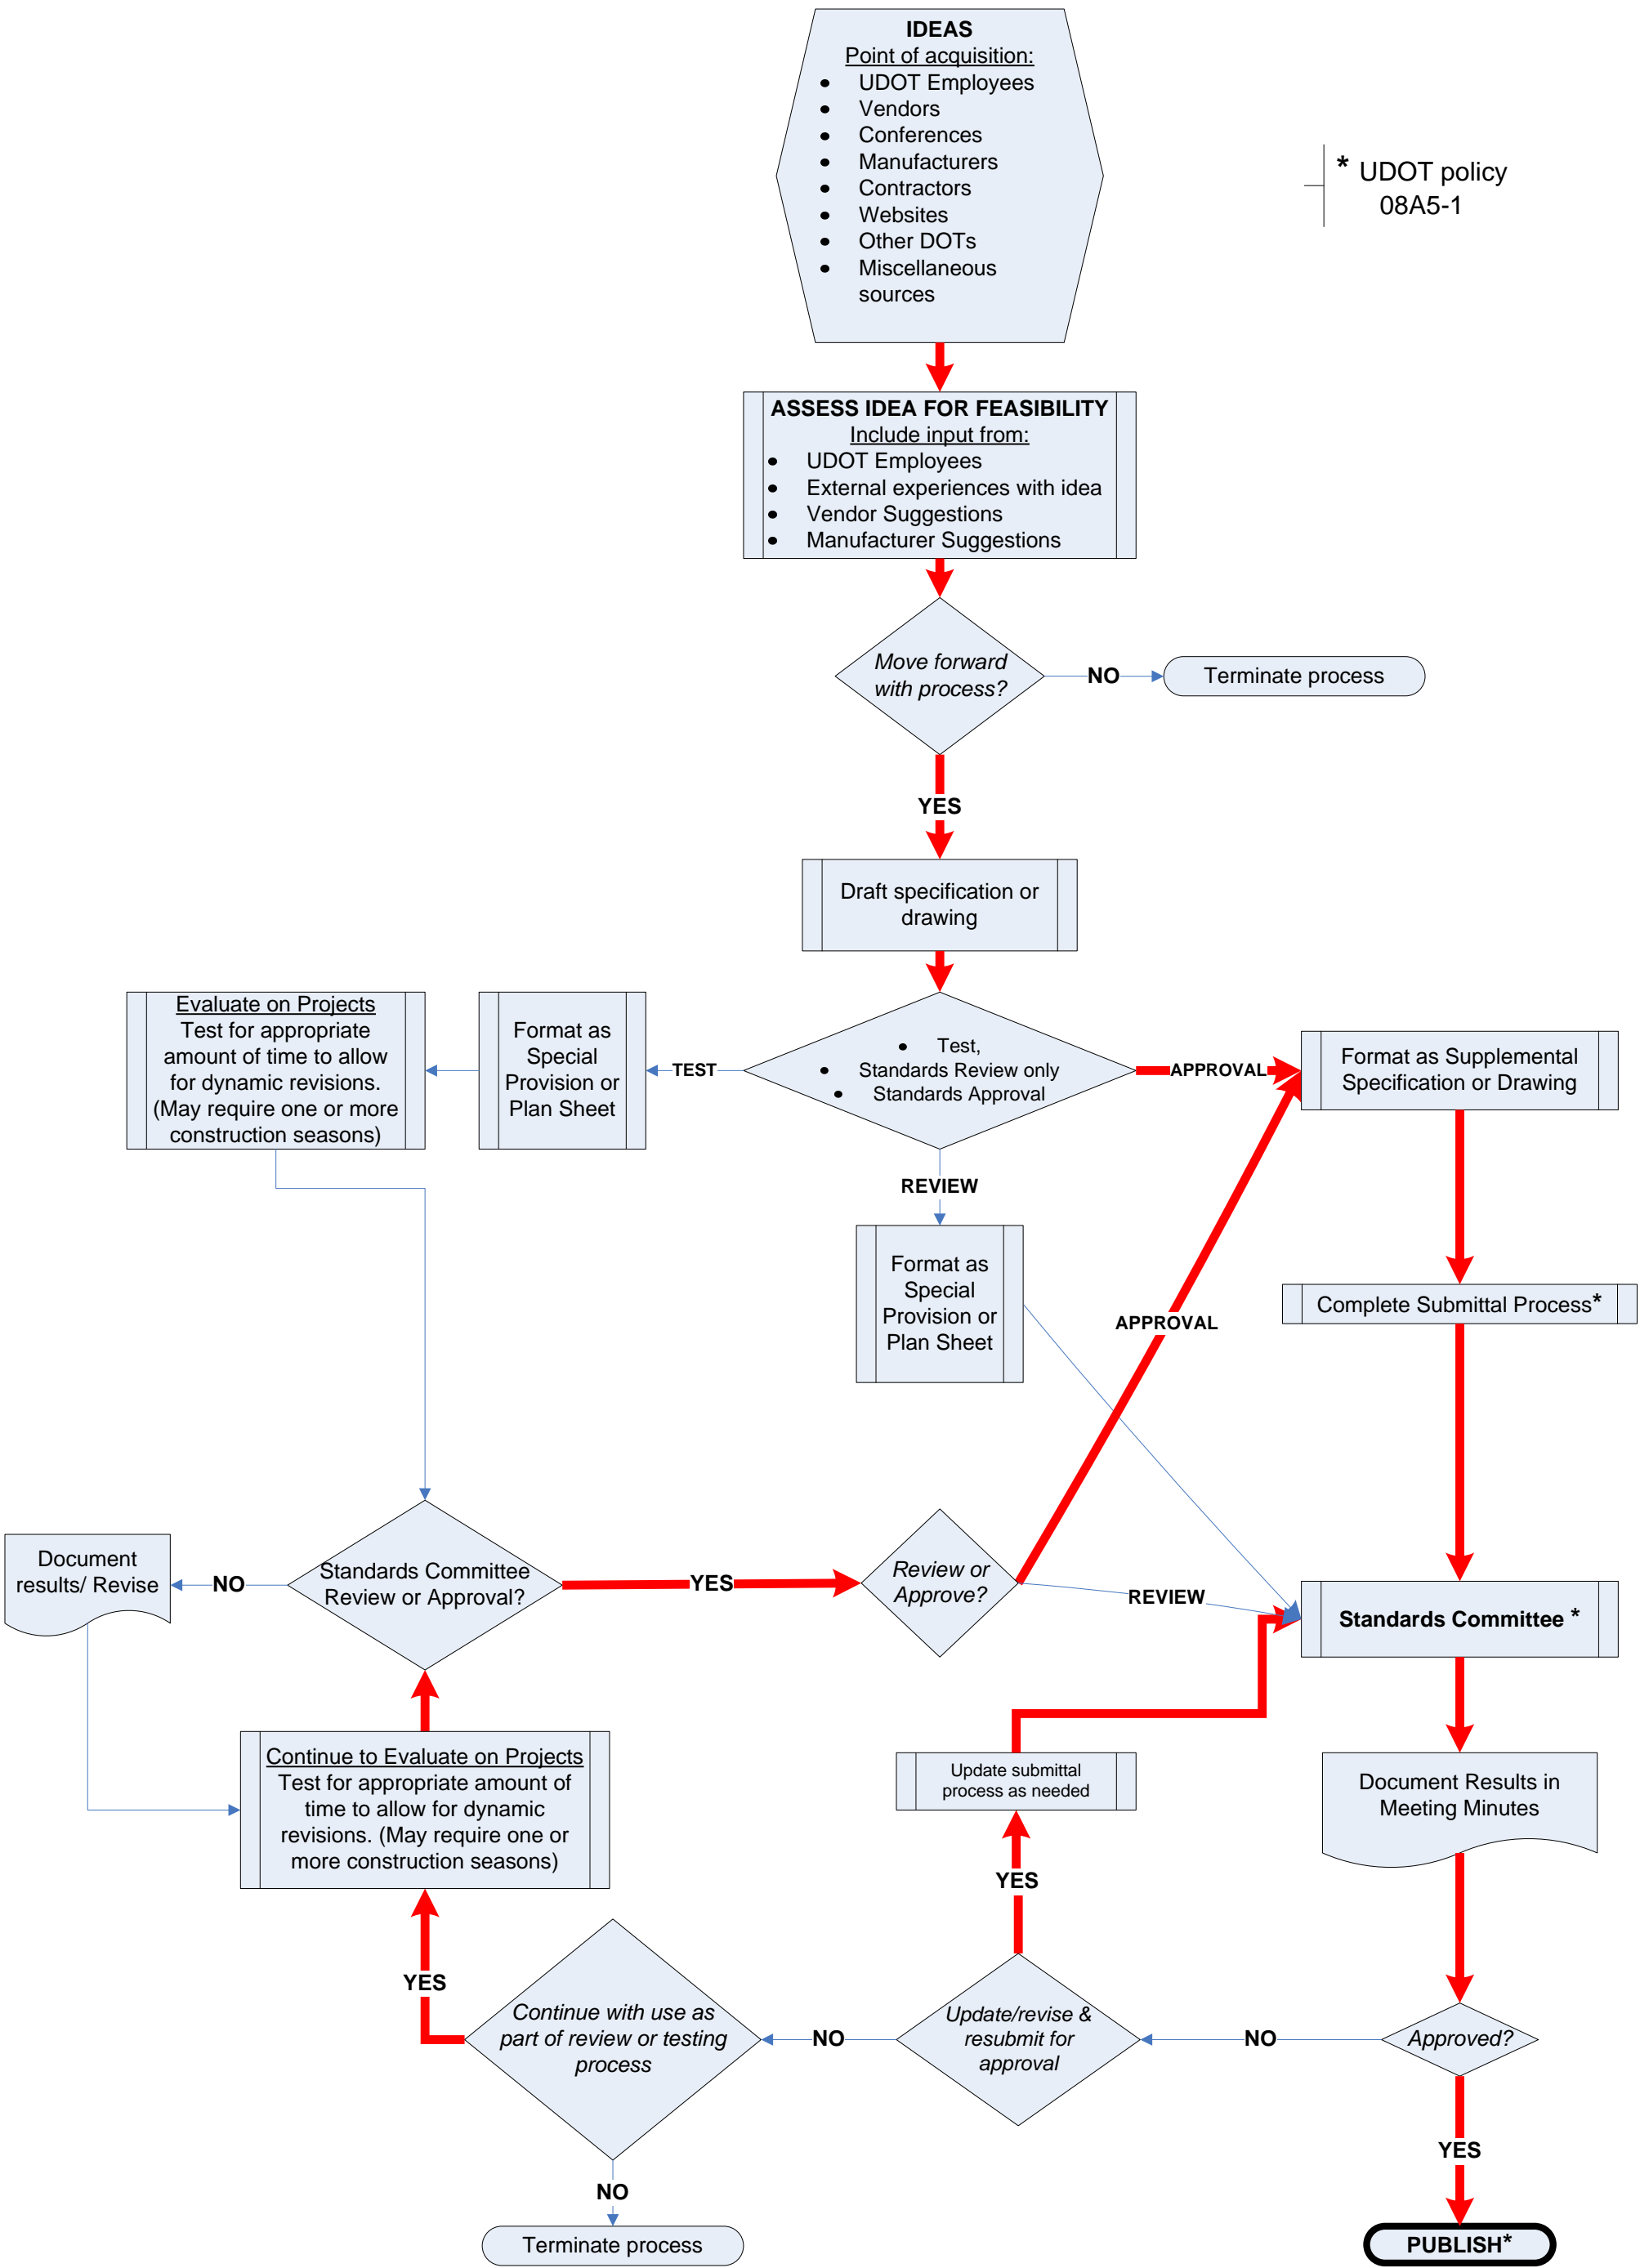 IDEAS
Point of acquisition:
• UDOT Employees
• Vendors
• Conferences
• Manufacturers
• Contractors
• Websites
• Other DOTs
• Miscellaneous
sources
* UDOT policy
08A5-1
ASSESS IDEA FOR FEASIBILITY
Include input from:
• UDOT Employees
• External experiences with idea
• Vendor Suggestions
• Manufacturer Suggestions
Move forward
with process?
NO
Terminate process
YES
Draft specification or
drawing
Evaluate on Projects
Test for appropriate
amount of time to allow
for dynamic revisions.
(May require one or more
construction seasons)
Format as
Special
Provision or
Plan Sheet
TEST
• Test,
• Standards Review only
• Standards Approval
APPROVAL
Format as Supplemental
Specification or Drawing
REVIEW
Format as
Special
Provision or
Plan Sheet
Complete Submittal Process*
APPROVAL
Document
results/ Revise
NO
Standards Committee
Review or Approval?
YES
Review or
Approve?
REVIEW
Standards Committee *
Continue to Evaluate on Projects
Test for appropriate amount of
time to allow for dynamic
revisions. (May require one or
more construction seasons)
Update submittal
process as needed
Document Results in
Meeting Minutes
YES
YES
Continue with use as
part of review or testing
process
NO
Update/revise &
resubmit for
approval
NO
Approved?
YES
NO
Terminate process
PUBLISH*